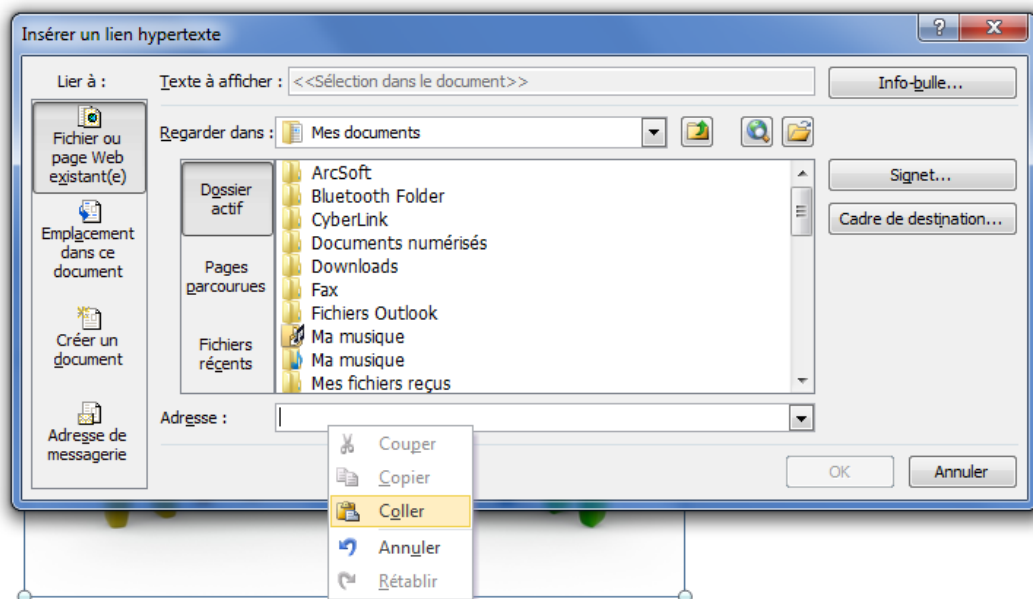 Insérer un lien hypertexte
?
X
Lier à :
Texte à afficher :
<<Sélection dans le document>>
Info-bulle...
Fichier ou
page Web
existant(e)
Regarder dans :
Mes documents
Dossier
actif
ArcSoft
Bluetooth Folder
CyberLink
Documents numérisés
Downloads
Fax
Fichiers Outlook
Ma musique
Ma musique
Mes fichiers reçus
Signet...
Cadre de destination...
Emplacement
dans ce
document
Pages
parcourues
Créer un
document
Fichiers
récents
Adresse de
messagerie
Adresse :
Couper
Copier
Coller
Annuler
Rétablir
OK
Annuler